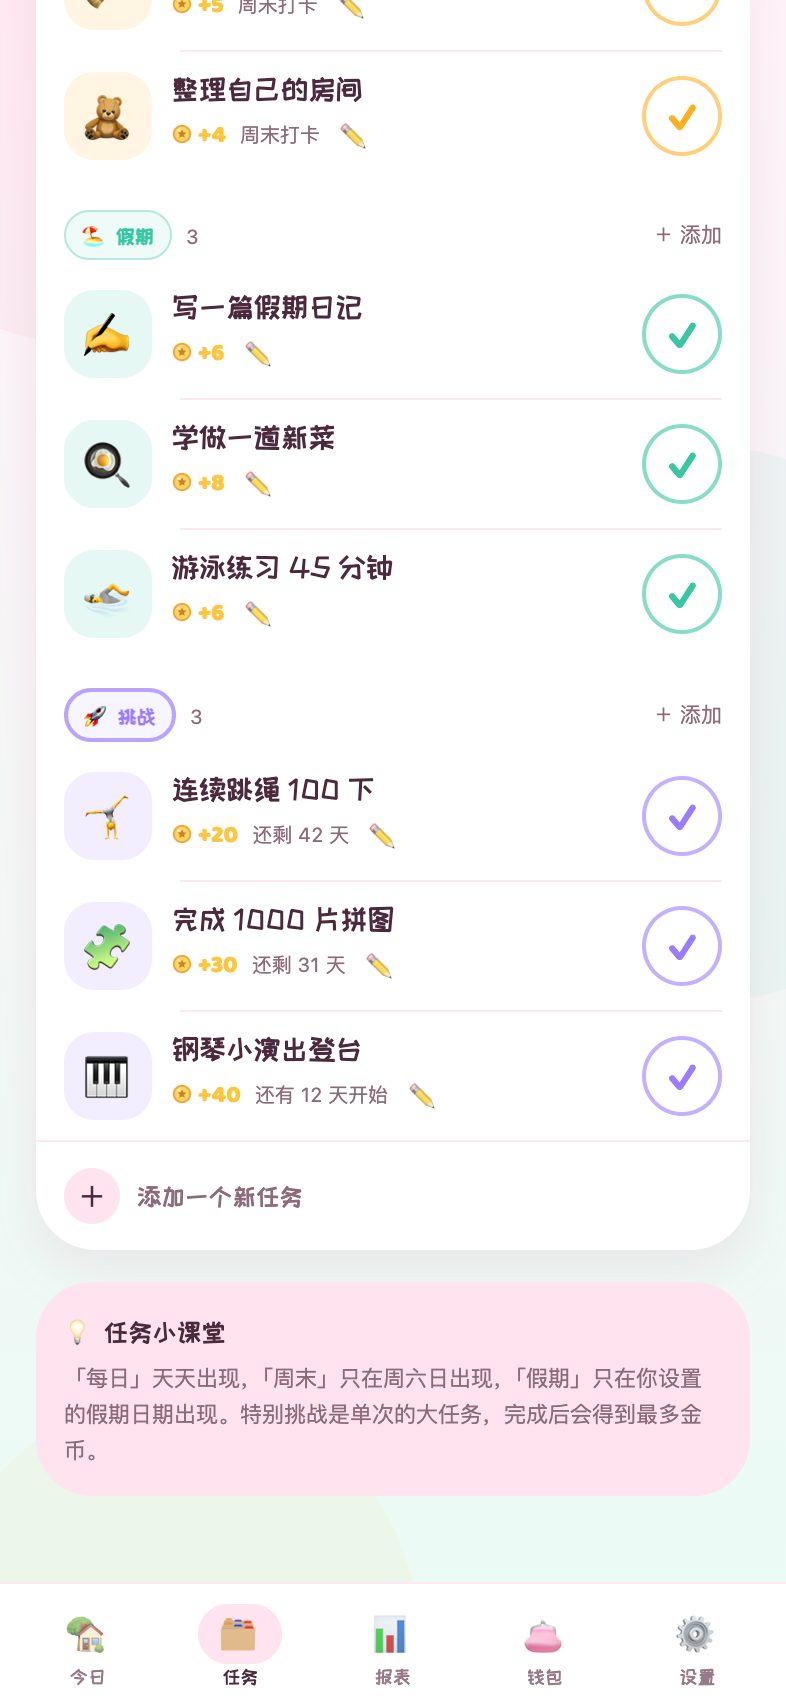 +5 周末打卡
整理自己的房间
+4 周末打卡
假期 3 + 添加
写一篇假期日记
+6
学做一道新菜
+8
游泳练习 45 分钟
+6
挑战 3 + 添加
连续跳绳 100 下
+20 还剩 42 天
完成 1000 片拼图
+30 还剩 31 天
钢琴小演出登台
+40 还有 12 天开始
+ 添加一个新任务
任务小课堂
「每日」天天出现，「周末」只在周六日出现，「假期」只在你设置
的假期日期出现。特别挑战是单次的大任务，完成后会得到最多金
币。
今日 任务 报表 钱包 设置